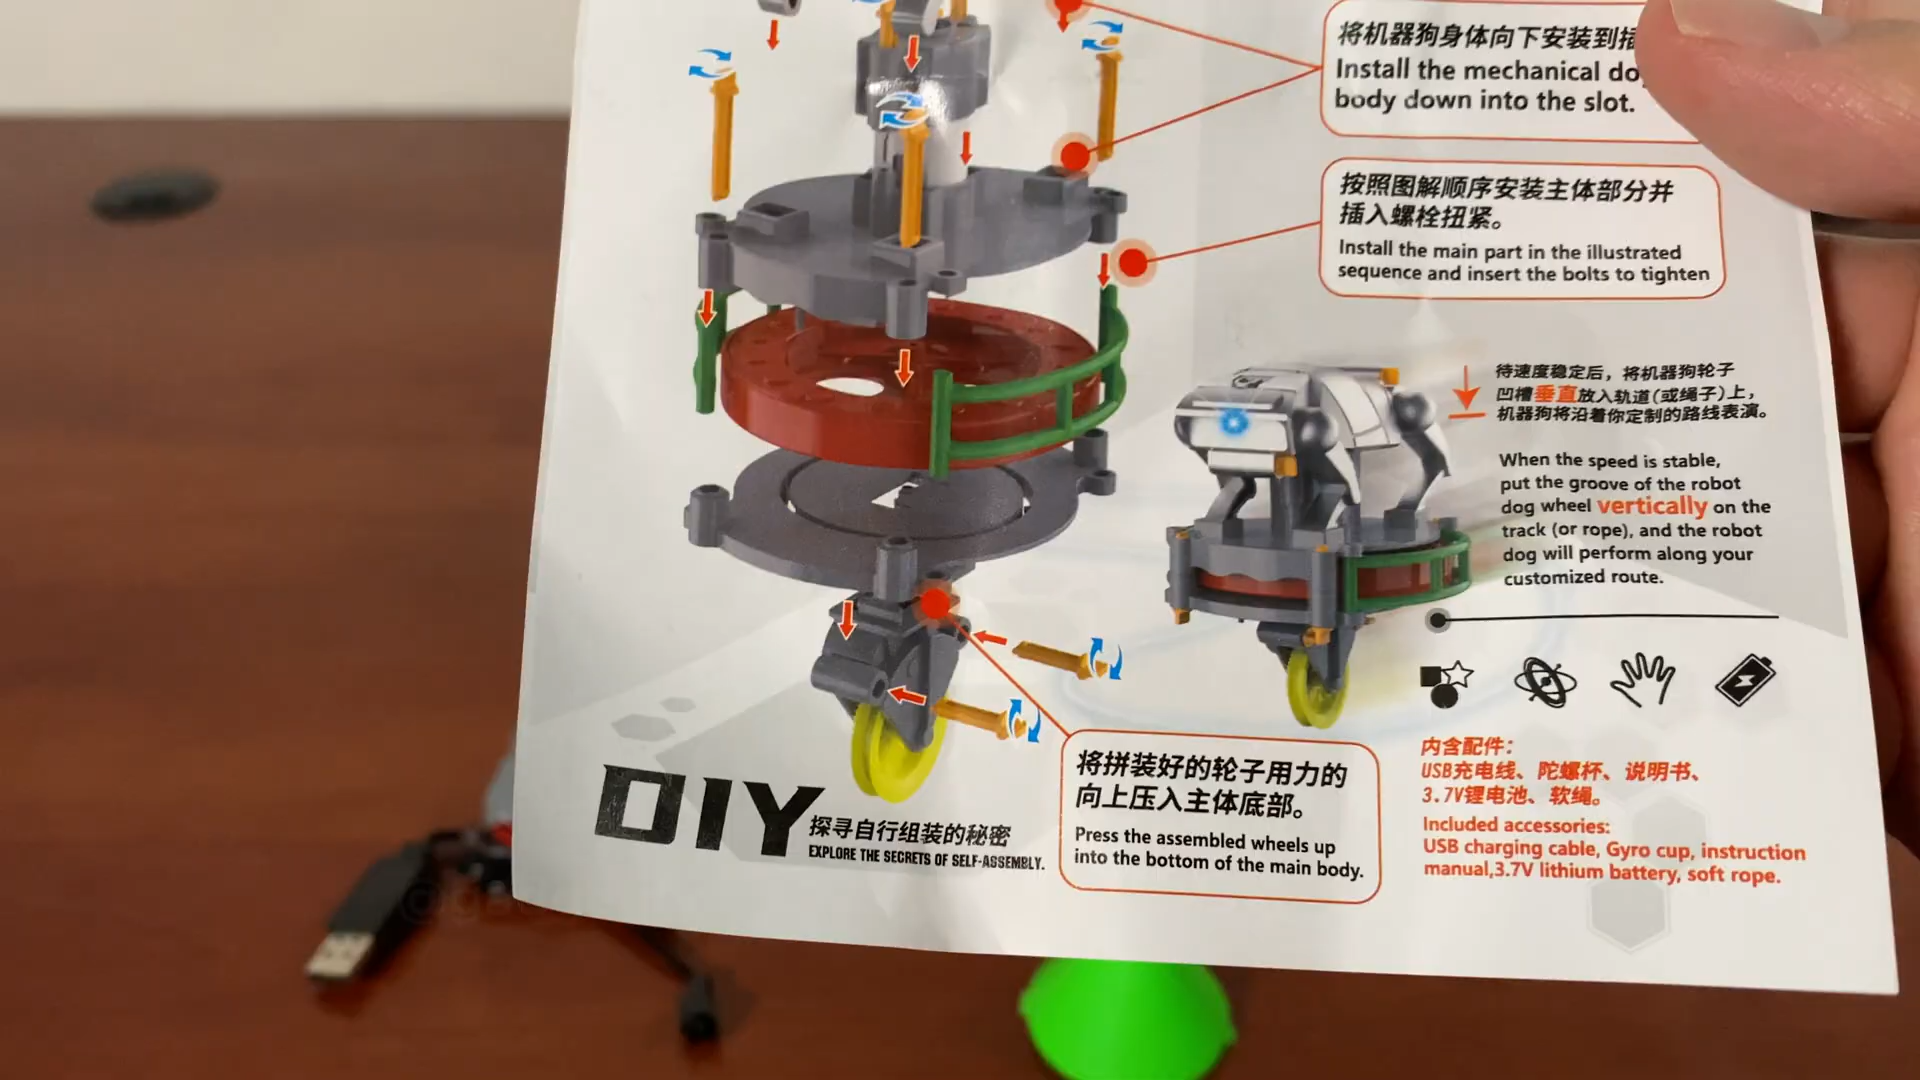 将机器狗身体向下安装到
Install the mechanical
body down into the slot.
按照图解顺序安装主体部分并
插入螺栓扭紧。
Install the main part in the illustrated
sequence and insert the bolts to tighten
待速度稳定后，将机器狗轮子
凹槽垂直放入轨道(或绳子)上，
机器狗将沿着你定制的路线表演。
When the speed is stable,
put the groove of the robot
dog wheel vertically on the
track (or rope), and the robot
dog will perform along your
customized route.
将拼装好的轮子用力的
向上压入主体底部。
Press the assembled wheels up
into the bottom of the main body.
DIY
探寻自行组装的秘密
EXPLORE THE SECRETS OF SELF-ASSEMBLY.
内含配件：
USB充电线、陀螺杯、说明书、
3.7V锂电池、软绳。
Included accessories:
USB charging cable, Gyro cup, instruction
manual,3.7V lithium battery, soft rope.